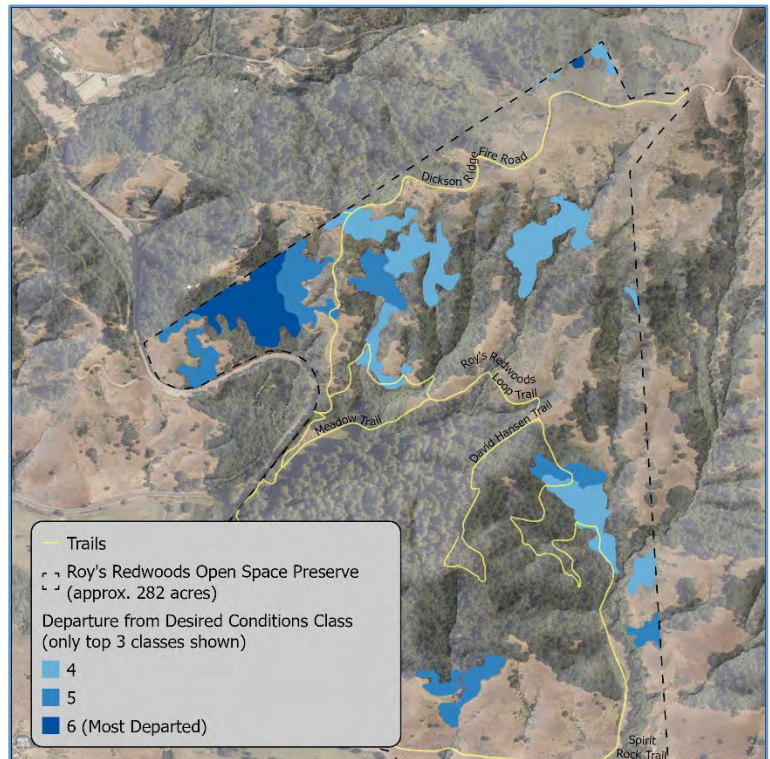 Dickson Ridge Fire Road
Roy's Redwoods
Loop Trail
Meadow Trail
David Hansen Trail
Trails
Roy's Redwoods Open Space Preserve
(approx. 282 acres)
Departure from Desired Conditions Class
(only top 3 classes shown)
4
5
6 (Most Departed)
Spirit
Rock Trail